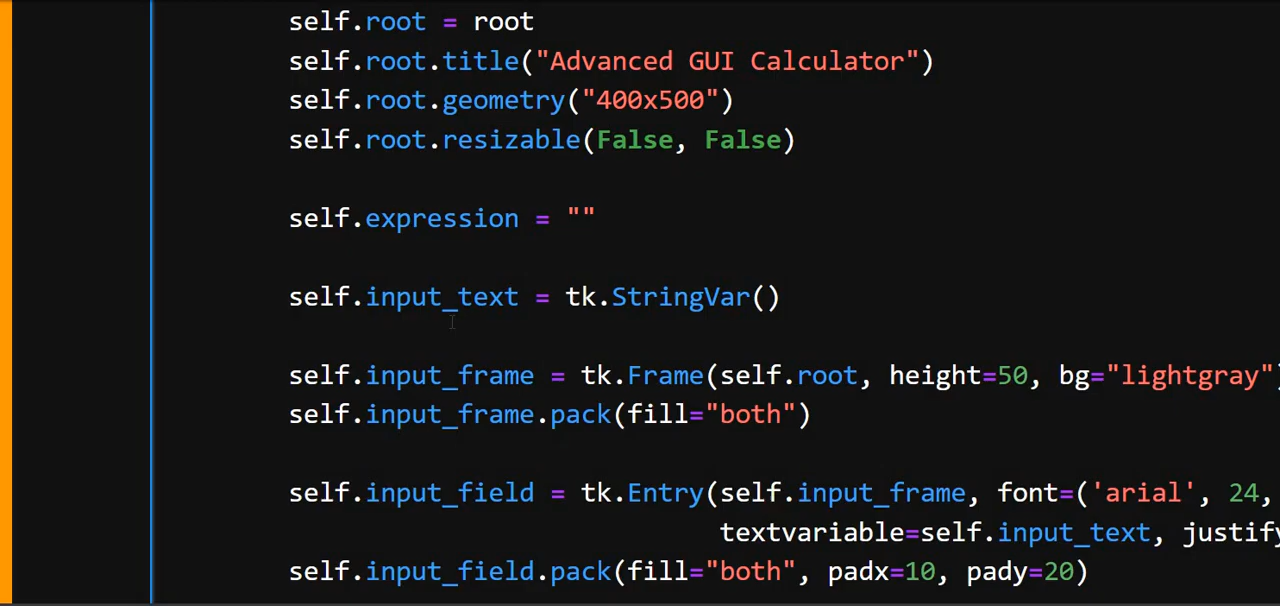 self.root = root
self.root.title("Advanced GUI Calculator")
self.root.geometry("400x500")
self.root.resizable(False, False)
self.expression = ""
self.input_text = tk.StringVar()
self.input_frame = tk.Frame(self.root, height=50, bg="lightgray")
self.input_frame.pack(fill="both")
self.input_field = tk.Entry(self.input_frame, font=('arial', 24,
textvariable=self.input_text, justify
self.input_field.pack(fill="both", padx=10, pady=20)